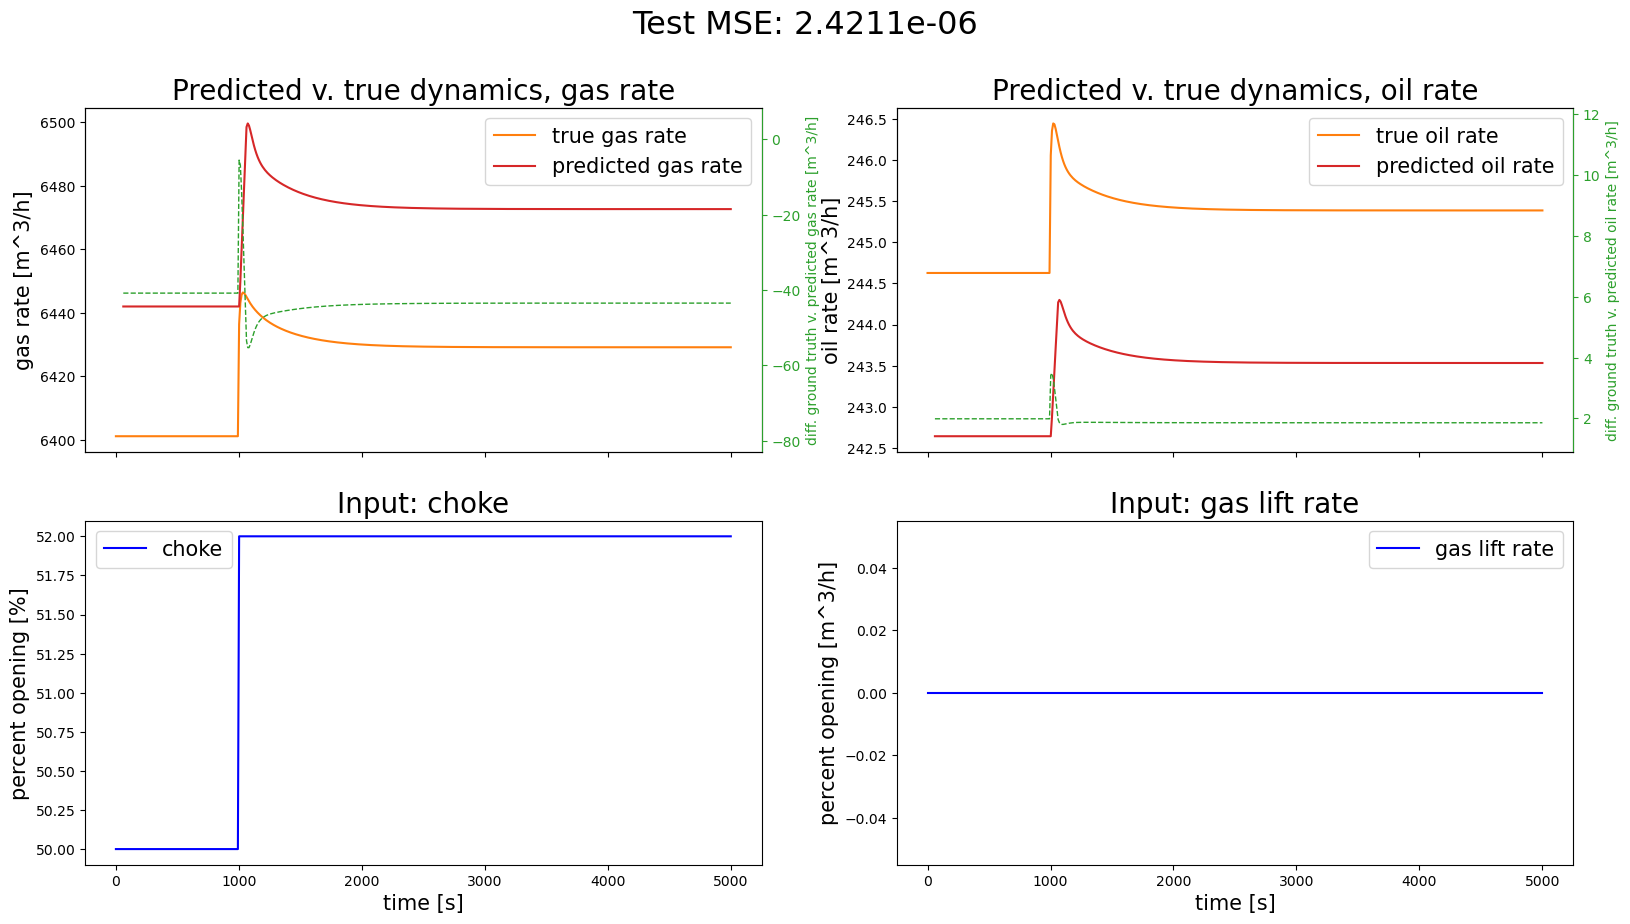 Test MSE: 2.4211e-06
Predicted v. true dynamics, gas rate
gas rate [m^3/h]
6500
6480
6460
6440
6420
6400
true gas rate
predicted gas rate
0
−20
−40
−60
−80
diff. ground truth v. predicted gas rate [m^3/h]
Predicted v. true dynamics, oil rate
oil rate [m^3/h]
246.5
246.0
245.5
245.0
244.5
244.0
243.5
243.0
242.5
true oil rate
predicted oil rate
12
10
8
6
4
2
diff. ground truth v. predicted oil rate [m^3/h]
Input: choke
percent opening [%]
52.00
51.75
51.50
51.25
51.00
50.75
50.50
50.25
50.00
choke
0
1000
2000
3000
4000
5000
time [s]
Input: gas lift rate
percent opening [m^3/h]
0.04
0.02
0.00
−0.02
−0.04
gas lift rate
0
1000
2000
3000
4000
5000
time [s]